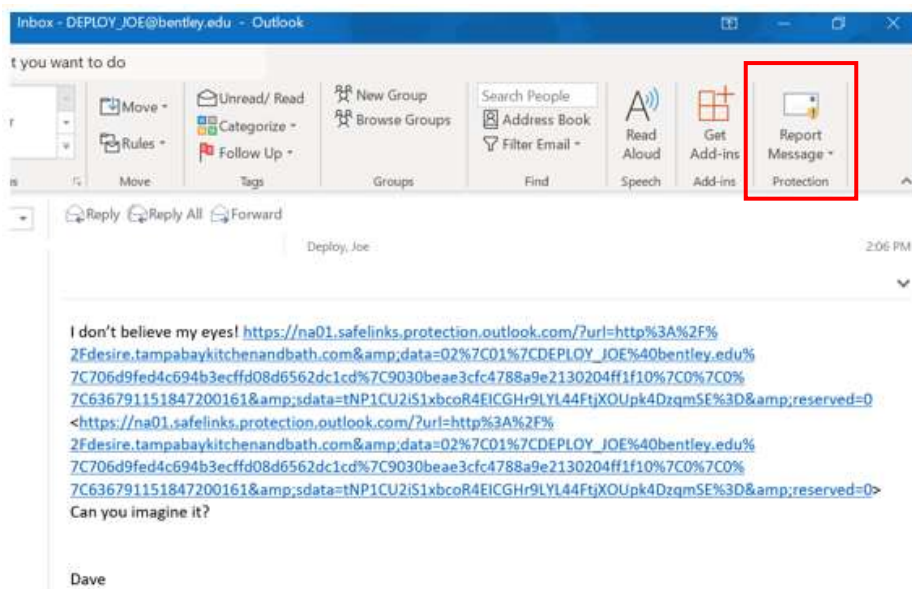 Inbox - DEPLOY_JOE@bentley.edu - Outlook
t you want to do
Move
Rules
Move
Unread/ Read
Categorize
Follow Up
Tags
New Group
Browse Groups
Groups
Search People
Address Book
Filter Email
Find
Read
Aloud
Speech
Get
Add-ins
Add-ins
Report
Message
Protection
Reply Reply All Forward
Deploy, Joe 2:06 PM
I don't believe my eyes! https://na01.safelinks.protection.outlook.com/?url=http%3A%2F%
2Fdesire.tampabaykitchenandbath.com&amp;data=02%7C01%7CDEPLOY_JOE%40bentley.edu%
7C706d9fed4c694b3ecffd08d6562dc1cd%7C9030beae3cfc4788a9e2130204ff1f10%7C0%7C0%
7C636791151847200161&amp;sdata=tNP1CU2iS1xbcoR4EICGHr9LYL44FtjXOUpk4DzqmSE%3D&amp;reserved=0
<https://na01.safelinks.protection.outlook.com/?url=http%3A%2F%
2Fdesire.tampabaykitchenandbath.com&amp;data=02%7C01%7CDEPLOY_JOE%40bentley.edu%
7C706d9fed4c694b3ecffd08d6562dc1cd%7C9030beae3cfc4788a9e2130204ff1f10%7C0%7C0%
7C636791151847200161&amp;sdata=tNP1CU2iS1xbcoR4EICGHr9LYL44FtjXOUpk4DzqmSE%3D&amp;reserved=0>
Can you imagine it?
Dave